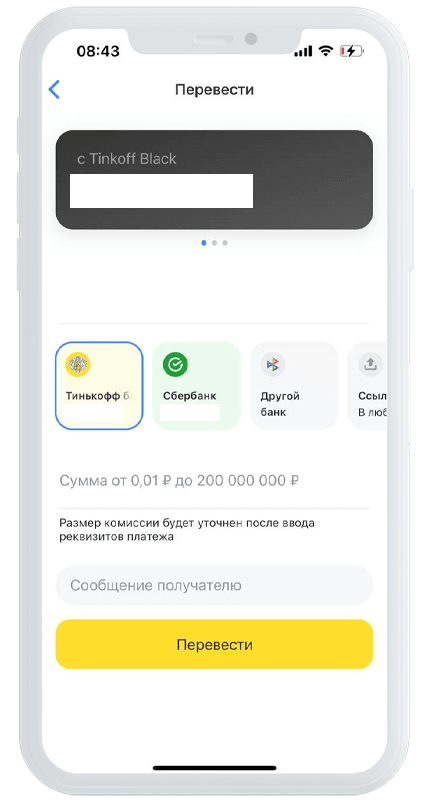 08:43
Перевести
с Tinkoff Black
Тинькофф
Сбербанк
Другой
банк
Ссыл
В люб
Сумма от 0,01 ₽ до 200 000 000 ₽
Размер комиссии будет уточнен после ввода
реквизитов платежа
Сообщение получателю
Перевести